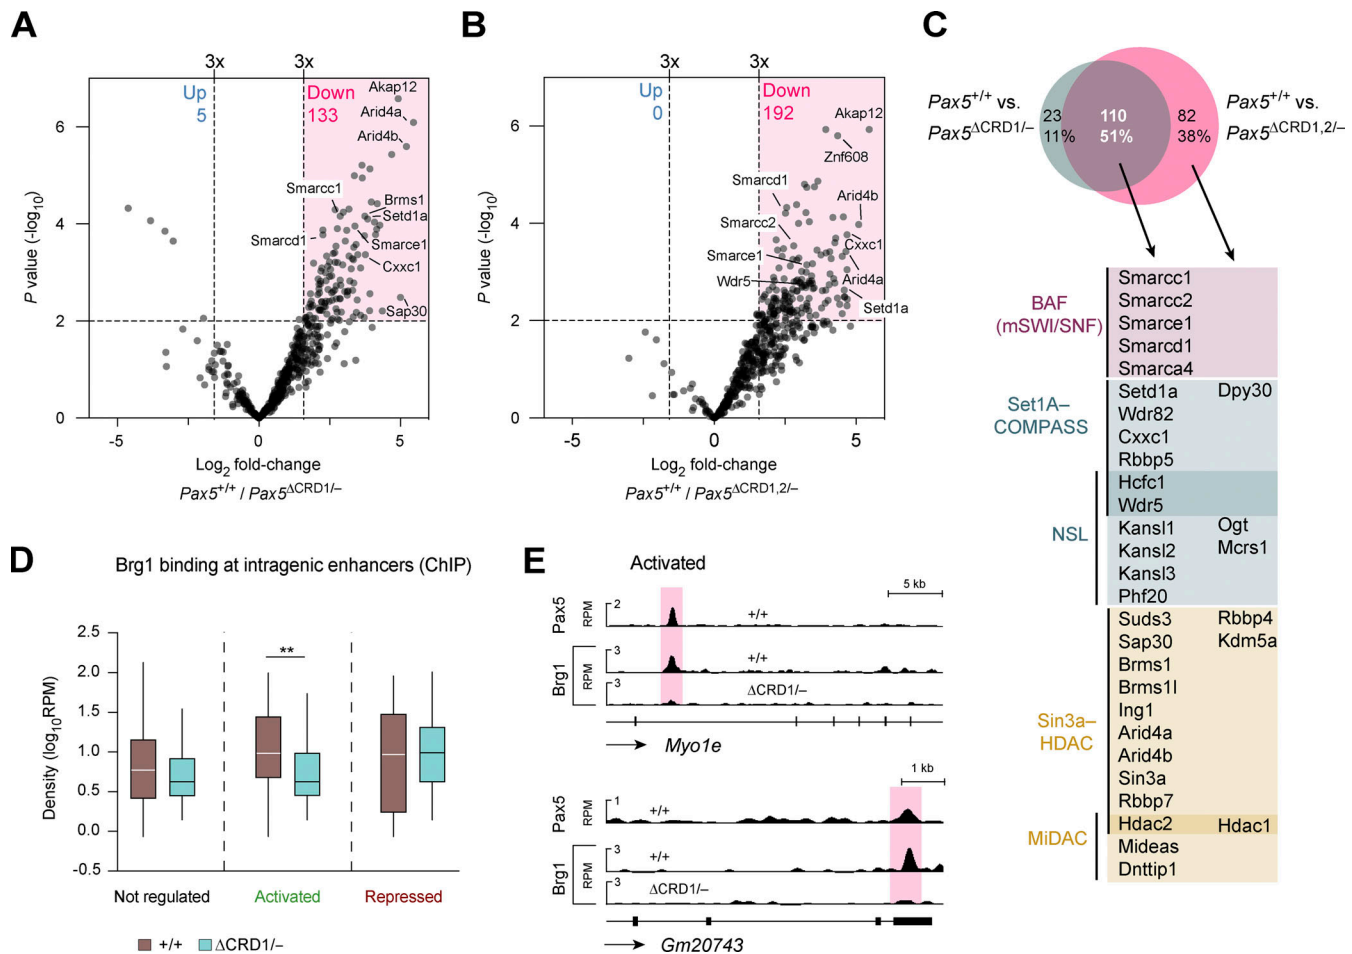 A
3x
3x
Up
5
Down
133
Akap12
Arid4a
Arid4b
Smarcc1
Brms1
Setd1a
Smarcd1
Smarce1
Cxxc1
Sap30
P value (-log10)
6
4
2
0
-5
0
5
Log2 fold-change
Pax5+/+ / Pax5ΔCRD1/–
B
3x
3x
Up
0
Down
192
Akap12
Znf608
Smarcd1
Arid4b
Smarcc2
Cxxc1
Smarce1
Wdr5
Arid4a
Setd1a
P value (-log10)
6
4
2
0
-5
0
5
Log2 fold-change
Pax5+/+ / Pax5ΔCRD1,2/–
C
Pax5+/+ vs.
Pax5ΔCRD1/–
23
11%
110
51%
82
38%
Pax5+/+ vs.
Pax5ΔCRD1,2/–
BAF
(mSWI/SNF)
Smarcc1
Smarcc2
Smarce1
Smarcd1
Smarca4
Set1A–
COMPASS
Setd1a Dpy30
Wdr82
Cxxc1
Rbbp5
Hcfc1
Wdr5
NSL
Kansl1 Ogt
Kansl2 Mcrs1
Kansl3
Phf20
Sin3a–
HDAC
Suds3 Rbbp4
Sap30 Kdm5a
Brms1
Brms1l
Ing1
Arid4a
Arid4b
Sin3a
Rbbp7
Hdac2 Hdac1
MiDAC
Mideas
Dnttip1
D
Brg1 binding at intragenic enhancers (ChIP)
Density (log10RPM)
2.5
2.0
1.5
1.0
0.5
0.0
-0.5
**
Not regulated
Activated
Repressed
+/+
ΔCRD1/–
E
Activated
5 kb
Pax5
RPM
2
+/+
Brg1
RPM
3
+/+
3
ΔCRD1/–
Myo1e
1 kb
Pax5
RPM
1
+/+
Brg1
RPM
3
+/+
3
ΔCRD1/–
Gm20743